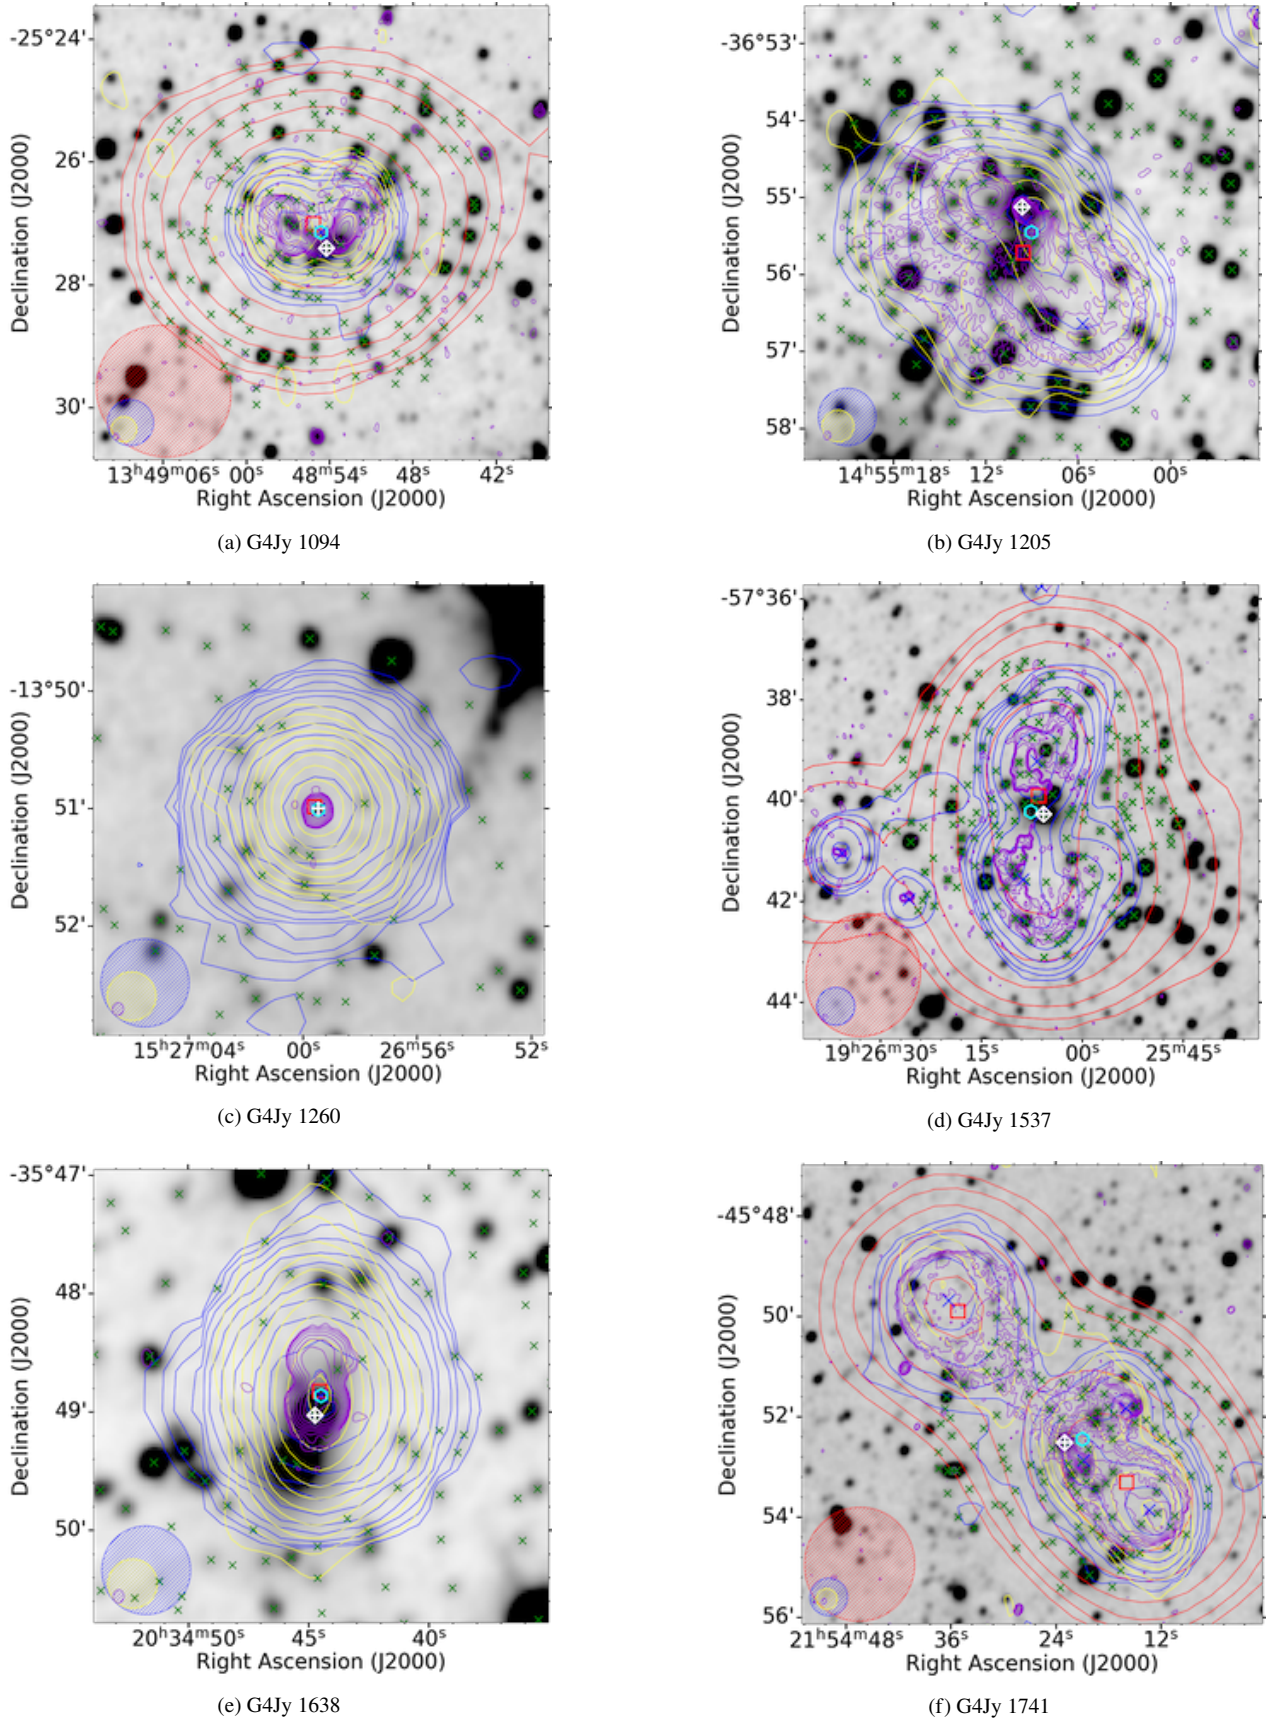 -25°24'
26'
28'
30'
Declination (J2000)
13ʰ49ᵐ06ˢ 00ˢ 48ᵐ54ˢ 48ˢ 42ˢ
Right Ascension (J2000)
(a) G4Jy 1094
-36°53'
54'
55'
56'
57'
58'
Declination (J2000)
14ʰ55ᵐ18ˢ 12ˢ 06ˢ 00ˢ
Right Ascension (J2000)
(b) G4Jy 1205
-13°50'
51'
52'
Declination (J2000)
15ʰ27ᵐ04ˢ 00ˢ 26ᵐ56ˢ 52ˢ
Right Ascension (J2000)
(c) G4Jy 1260
-57°36'
38'
40'
42'
44'
Declination (J2000)
19ʰ26ᵐ30ˢ 15ˢ 00ˢ 25ᵐ45ˢ
Right Ascension (J2000)
(d) G4Jy 1537
-35°47'
48'
49'
50'
Declination (J2000)
20ʰ34ᵐ50ˢ 45ˢ 40ˢ
Right Ascension (J2000)
(e) G4Jy 1638
-45°48'
50'
52'
54'
56'
Declination (J2000)
21ʰ54ᵐ48ˢ 36ˢ 24ˢ 12ˢ
Right Ascension (J2000)
(f) G4Jy 1741